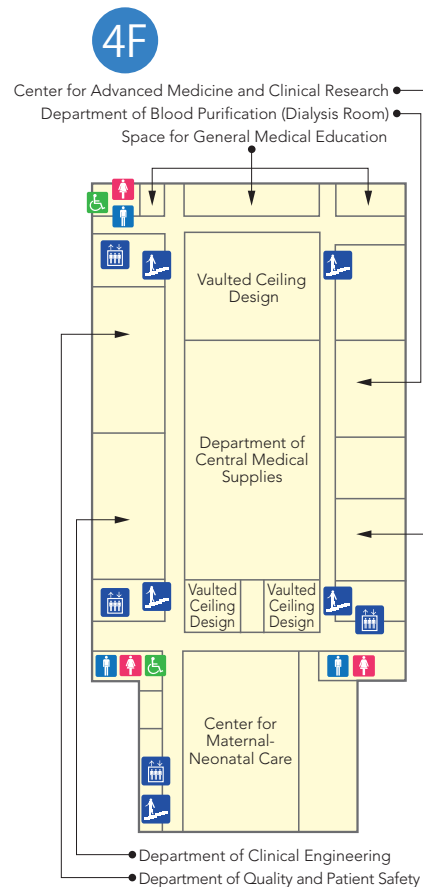 4F
Center for Advanced Medicine and Clinical Research
Department of Blood Purification (Dialysis Room)
Space for General Medical Education
Vaulted Ceiling
Design
Department of
Central Medical
Supplies
Vaulted
Ceiling
Design
Vaulted
Ceiling
Design
Center for
Maternal-
Neonatal Care
Department of Clinical Engineering
Department of Quality and Patient Safety